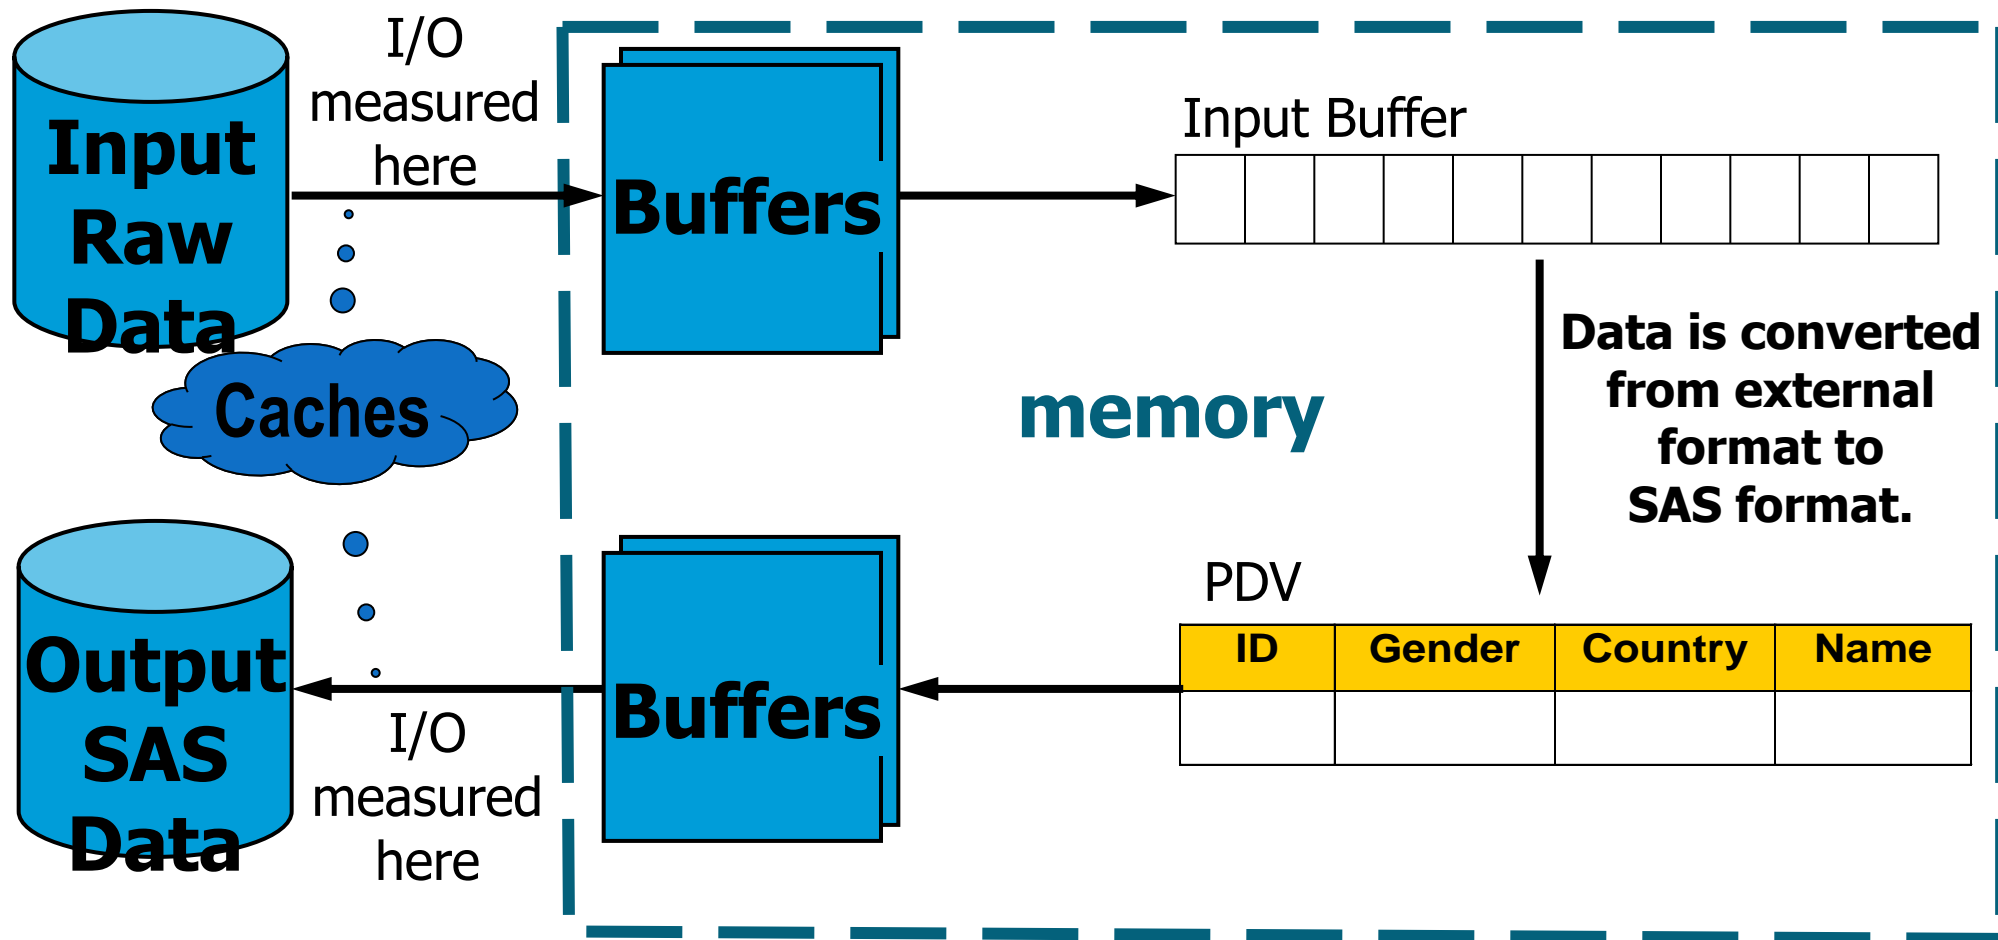 Input
Raw
Data
I/O
measured
here
Buffers
Input Buffer
Data is converted
from external
format to
SAS format.
Caches
memory
Output
SAS
Data
I/O
measured
here
Buffers
PDV
ID Gender Country Name